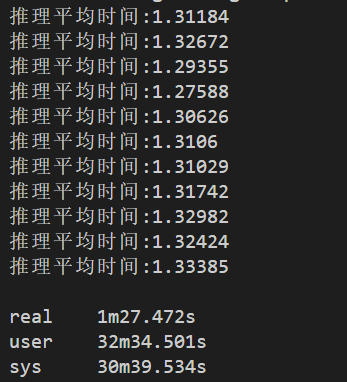 推理平均时间:1.31184
推理平均时间:1.32672
推理平均时间:1.29355
推理平均时间:1.27588
推理平均时间:1.30626
推理平均时间:1.3106
推理平均时间:1.31029
推理平均时间:1.31742
推理平均时间:1.32982
推理平均时间:1.32424
推理平均时间:1.33385
real 1m27.472s
user 32m34.501s
sys 30m39.534s